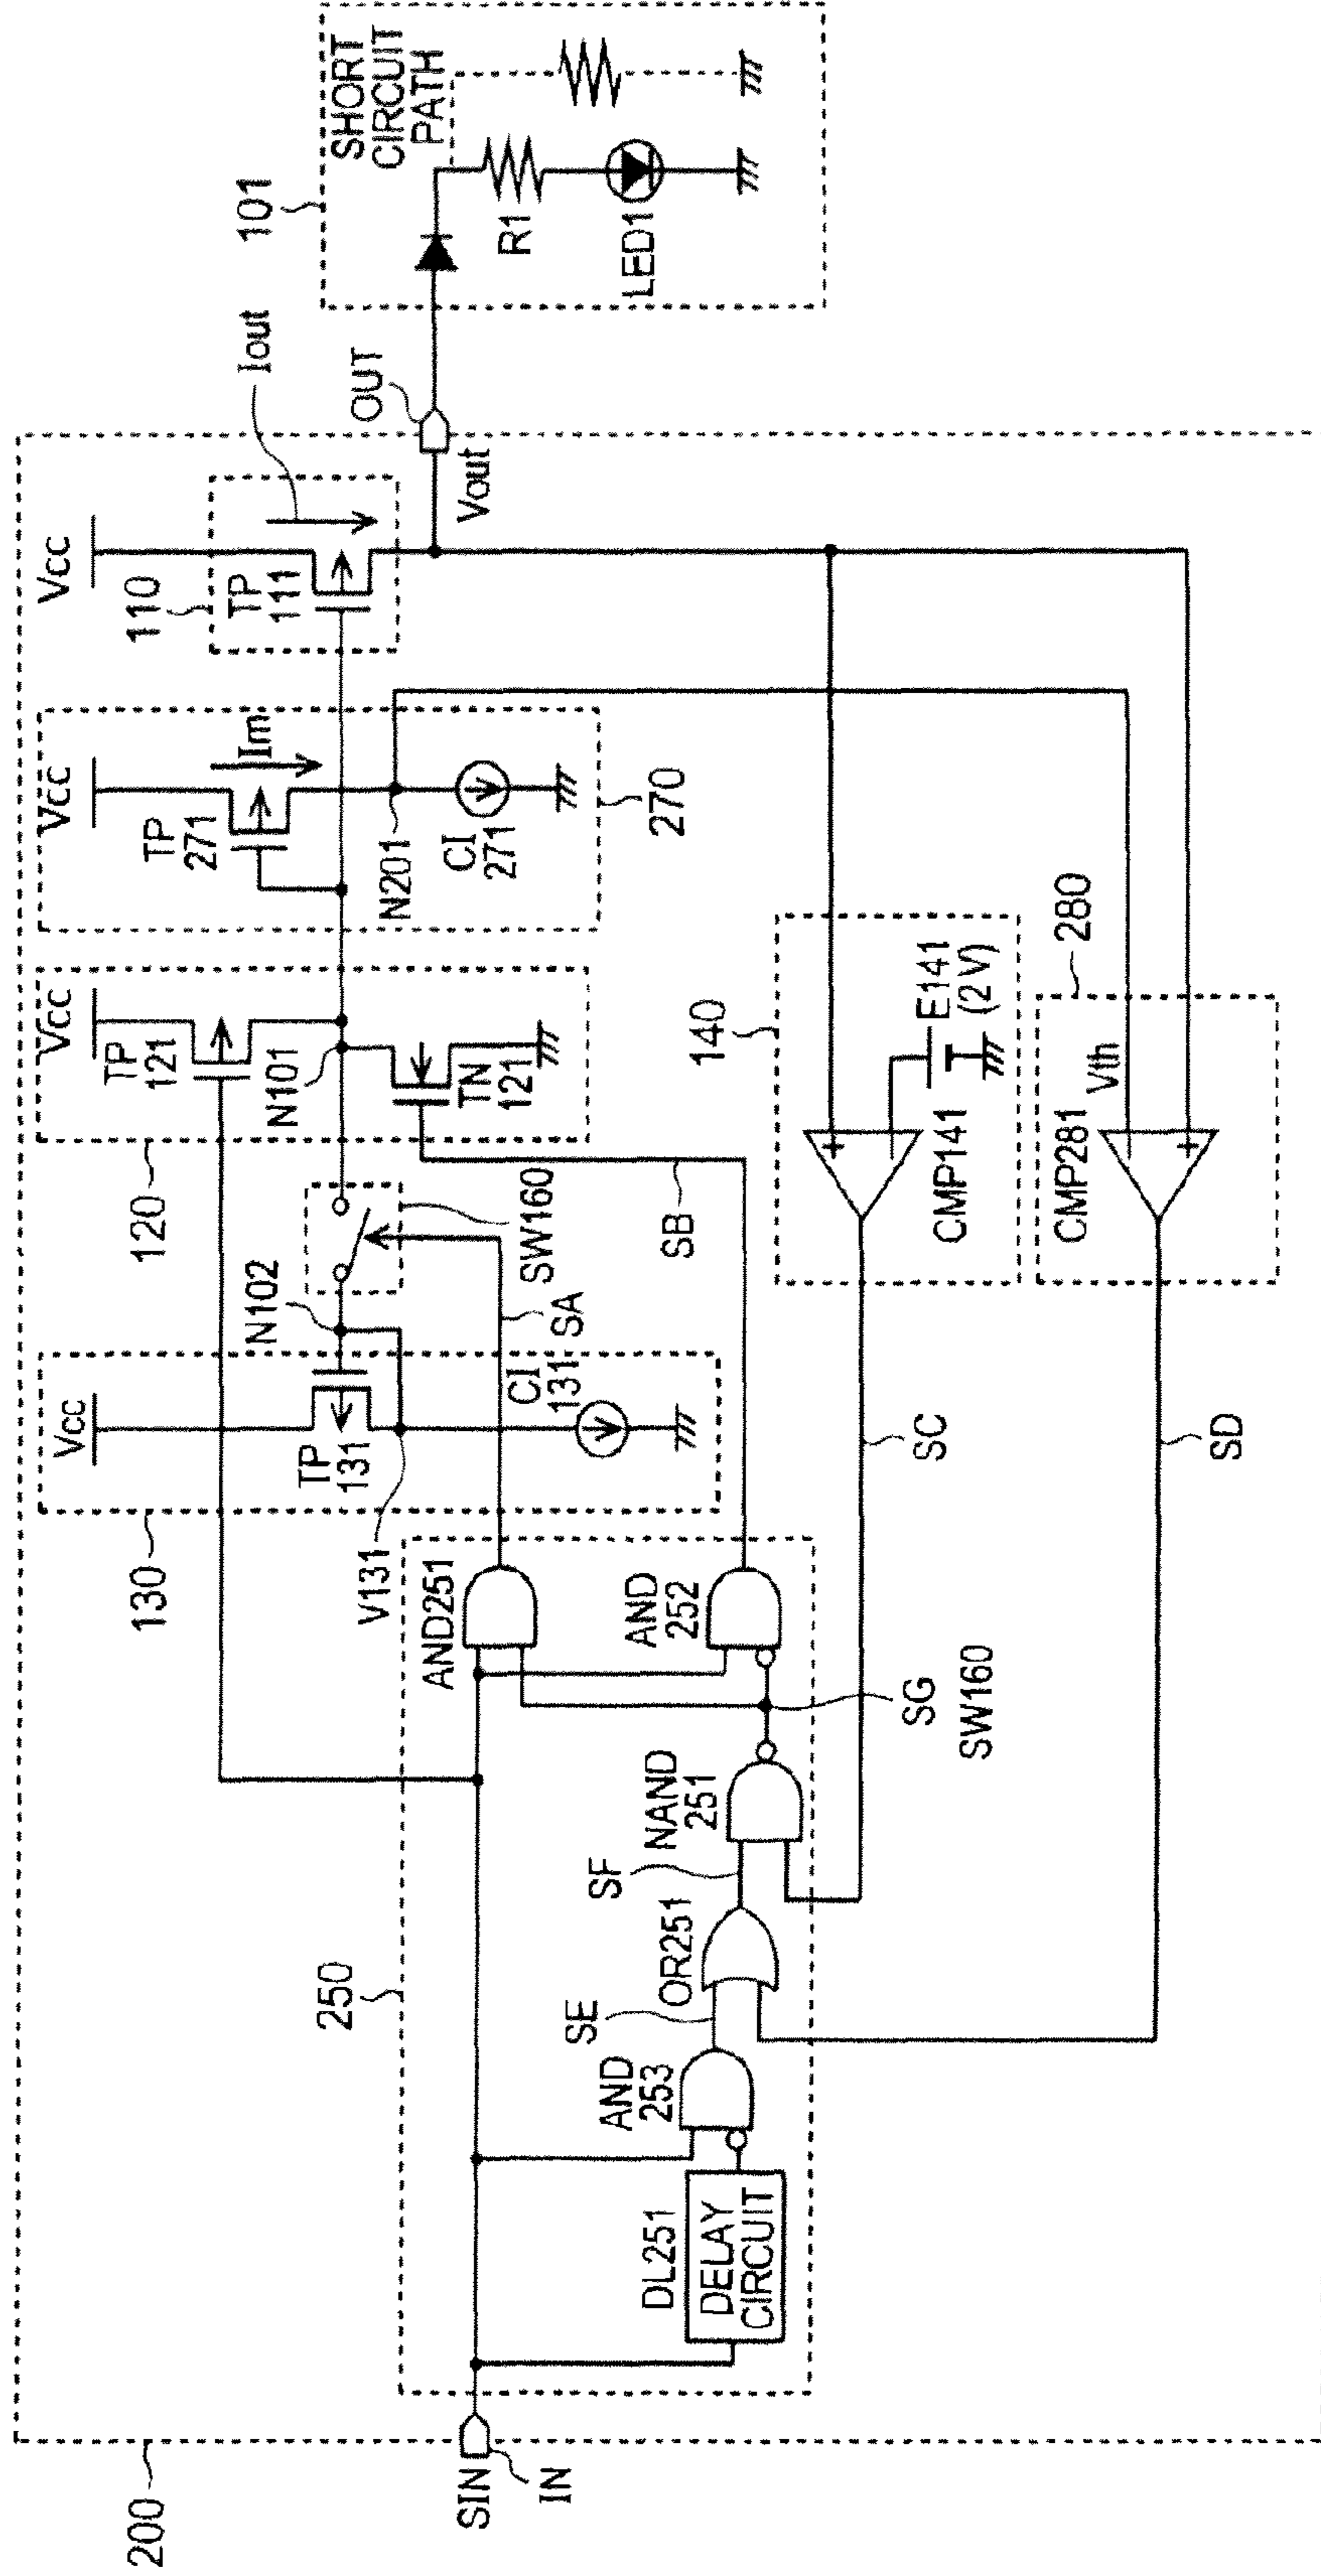 200
SIN
IN
250
DL251
DELAY
CIRCUIT
AND
253
SE
OR251
SF
NAND
251
SG
SW160
AND251
AND
252
130
Vcc
TP
131
V131
N102
CI
131
SA
SW160
SB
120
Vcc
TP
121
N101
TN
121
Vcc
TP
271
Im
N201
CI
271
270
Vcc
110
TP
111
Iout
Vout
OUT
101
SHORT
CIRCUIT
PATH
R1
LED1
140
+
CMP141
E141
(2 V)
280
Vth
+
CMP281
SC
SD